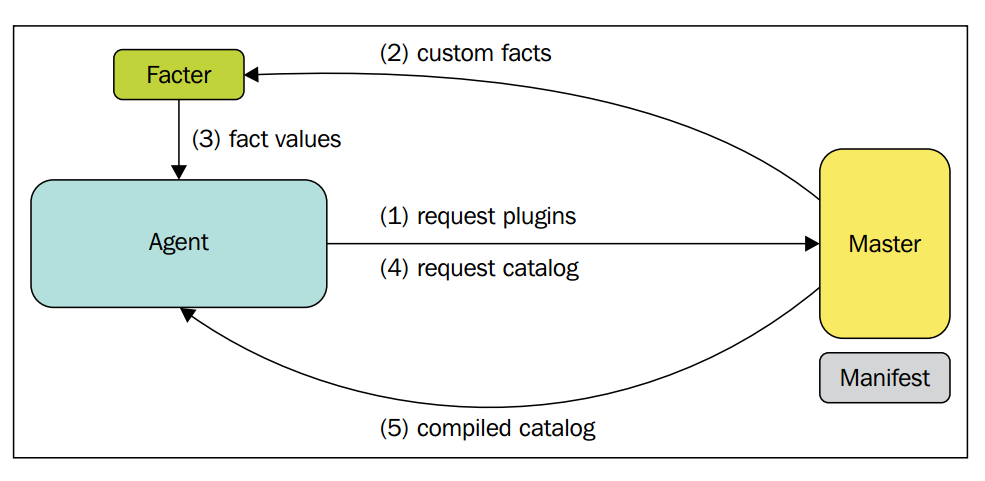 (2) custom facts
Facter
(3) fact values
(1) request plugins
Agent
Master
(4) request catalog
Manifest
(5) compiled catalog